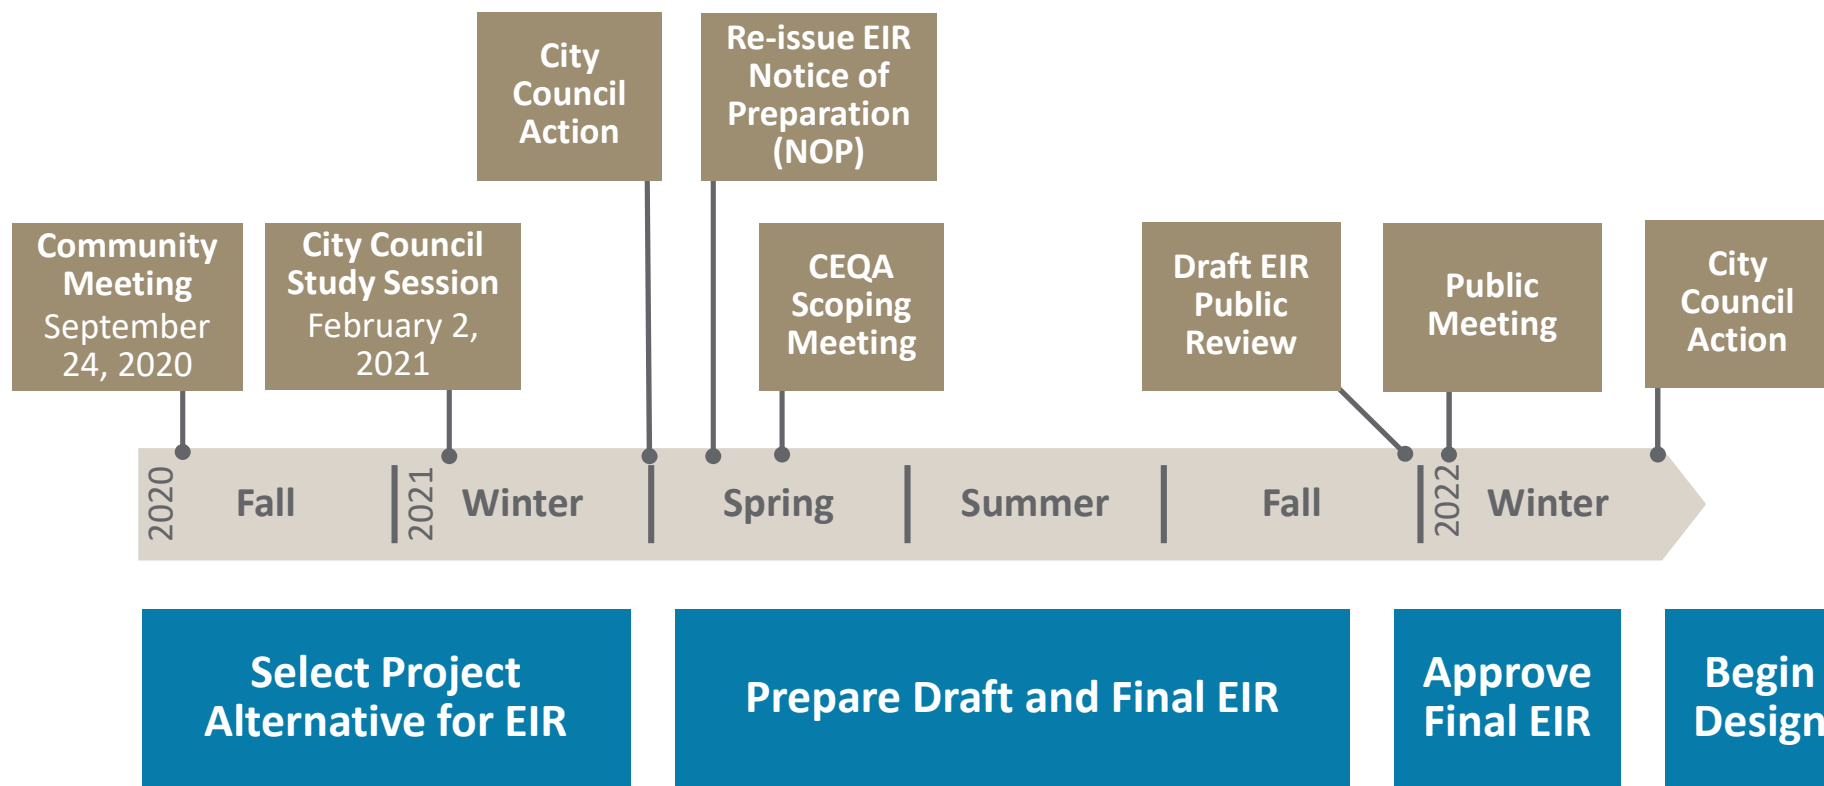 City
Council
Action
Re-issue EIR
Notice of
Preparation
(NOP)
Community
Meeting
September
24, 2020
City Council
Study Session
February 2,
2021
CEQA
Scoping
Meeting
Draft EIR
Public
Review
Public
Meeting
City
Council
Action
2020
Fall
2021
Winter
Spring
Summer
Fall
2022
Winter
Select Project
Alternative for EIR
Prepare Draft and Final EIR
Approve
Final EIR
Begin
Design